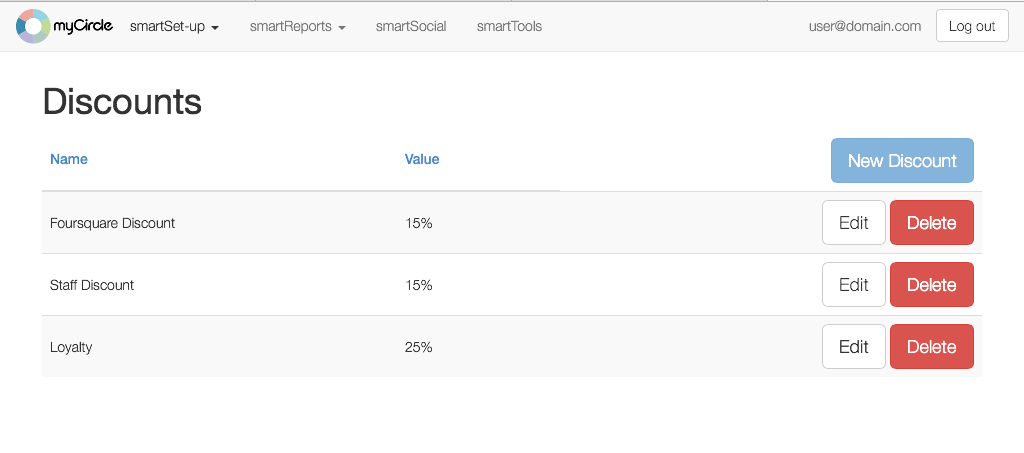 myCircle smartSet-up smartReports smartSocial smartTools user@domain.com Log out
Discounts
Name Value New Discount
Foursquare Discount 15% Edit Delete
Staff Discount 15% Edit Delete
Loyalty 25% Edit Delete